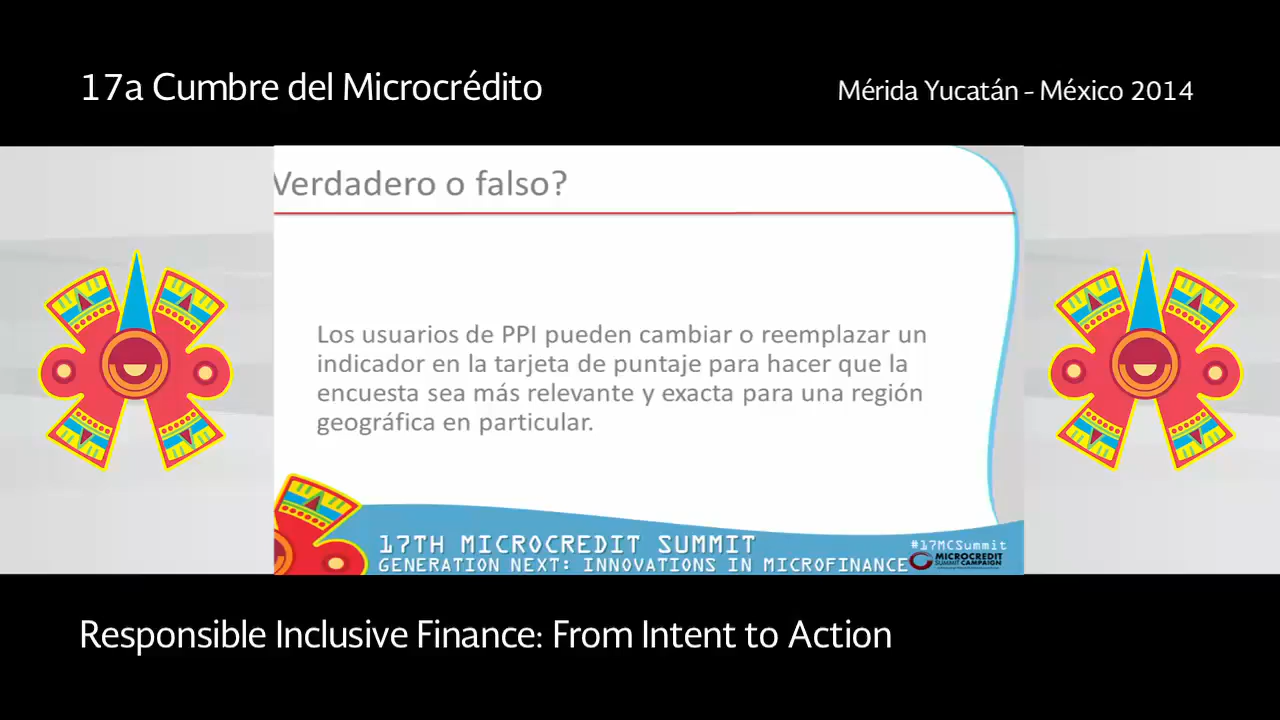 17a Cumbre del Microcrédito
Mérida Yucatán - México 2014
Verdadero o falso?
Los usuarios de PPI pueden cambiar o reemplazar un
indicador en la tarjeta de puntaje para hacer que la
encuesta sea más relevante y exacta para una región
geográfica en particular.
17TH MICROCREDIT SUMMIT
GENERATION NEXT: INNOVATIONS IN MICROFINANCE
#17MCSummit
MICROCREDIT
SUMMIT CAMPAIGN
Responsible Inclusive Finance: From Intent to Action